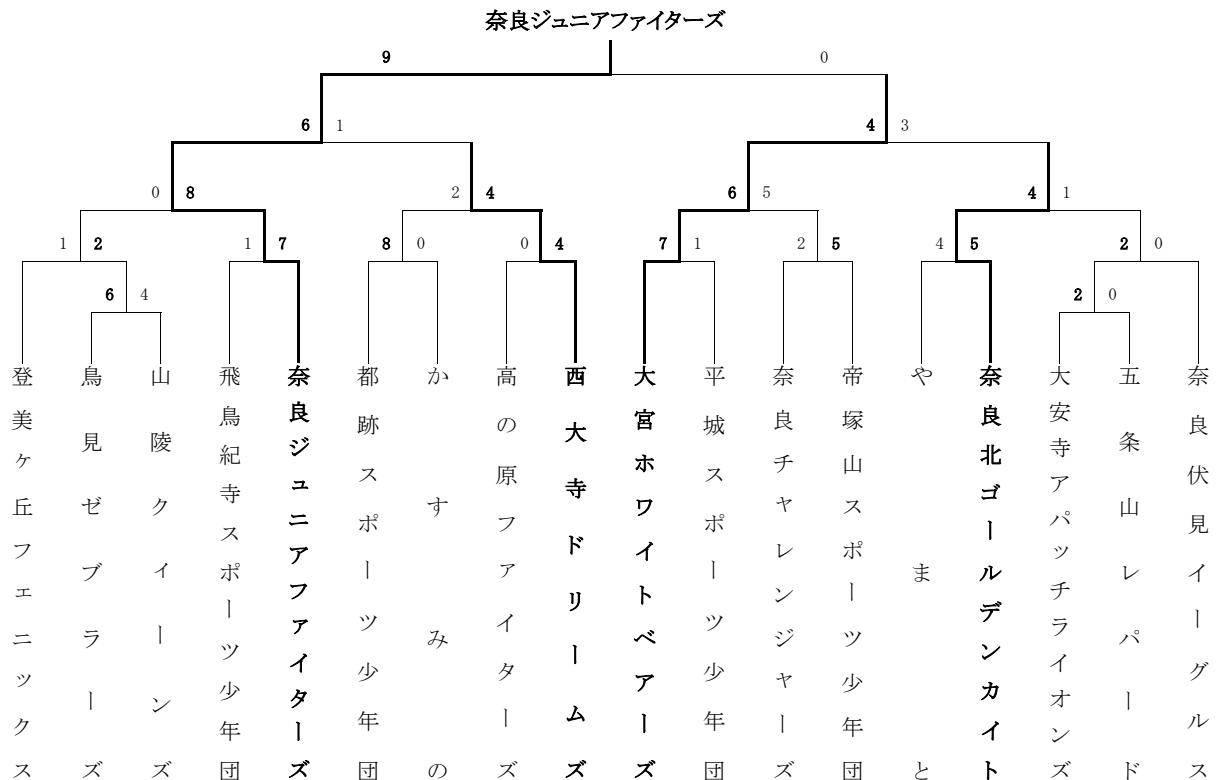 奈良ジュニアファイターズ
9 0
6 1 4 3
0 8 2 4 6 5 4 1
1 2 1 7 8 0 0 4 7 1 2 5 4 5 2 0
6 4 2 0
登美ヶ丘フェニックス
鳥見ゼブラーズ
山陵クィーンズ
飛鳥紀寺スポーツ少年団
奈良ジュニアファイターズ
都跡スポーツ少年団
かすみの
高の原ファイターズ
西大寺ドリームズ
大宮ホワイトベアーズ
平城スポーツ少年団
奈良チャレンジャーズ
帝塚山スポーツ少年団
やまと
奈良北ゴールデンカイト
大安寺アパッチライオンズ
五条山レパード
奈良伏見イーグルス